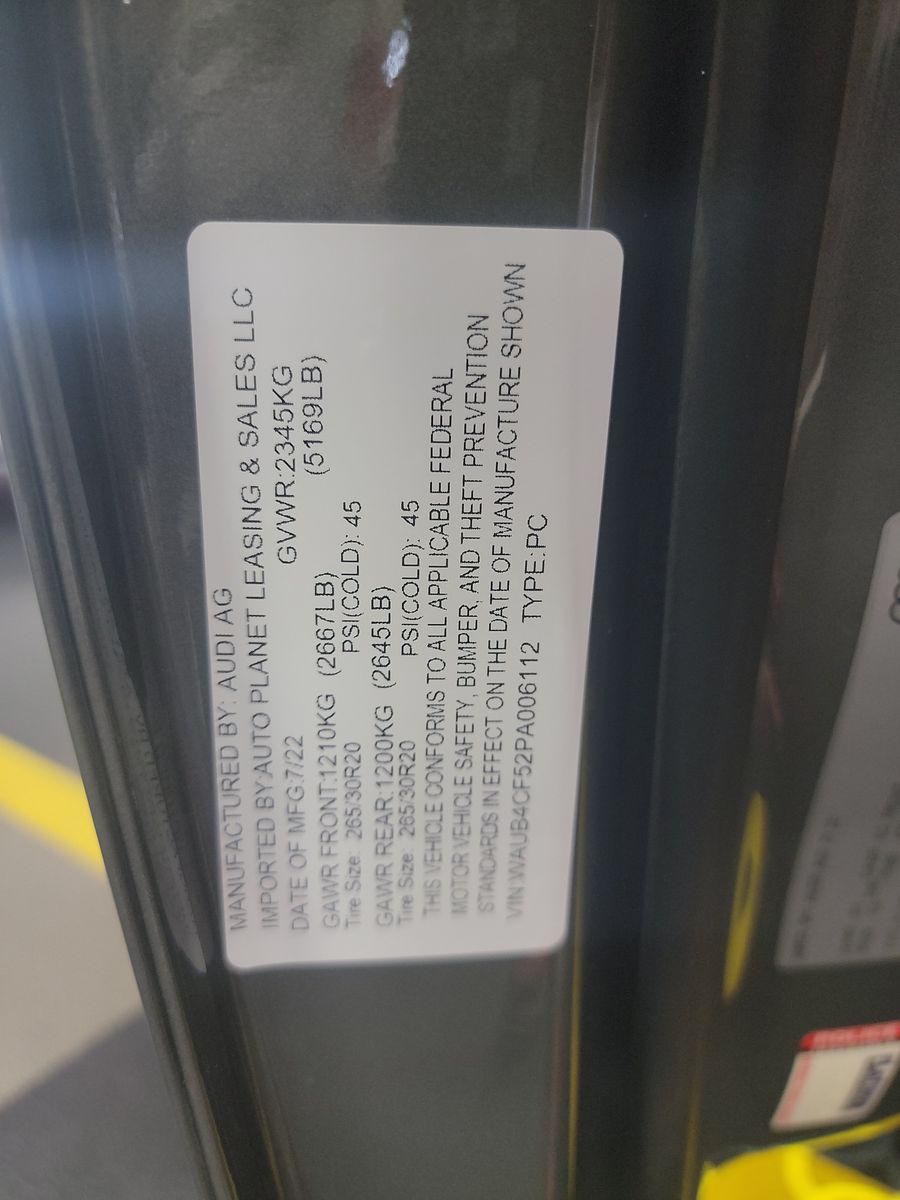 MANUFACTURED BY: AUDI AG
IMPORTED BY:AUTO PLANET LEASING & SALES LLC
DATE OF MFG:7/22 GVWR:2345KG
(5169LB)
GAWR FRONT:1210KG (2667LB)
Tire Size: 265/30R20 PSI(COLD): 45
GAWR REAR:1200KG (2645LB)
Tire Size: 265/30R20 PSI(COLD): 45
THIS VEHICLE CONFORMS TO ALL APPLICABLE FEDERAL
MOTOR VEHICLE SAFETY, BUMPER, AND THEFT PREVENTION
STANDARDS IN EFFECT ON THE DATE OF MANUFACTURE SHOWN
VIN:WAUB4CF52PA006112 TYPE:PC